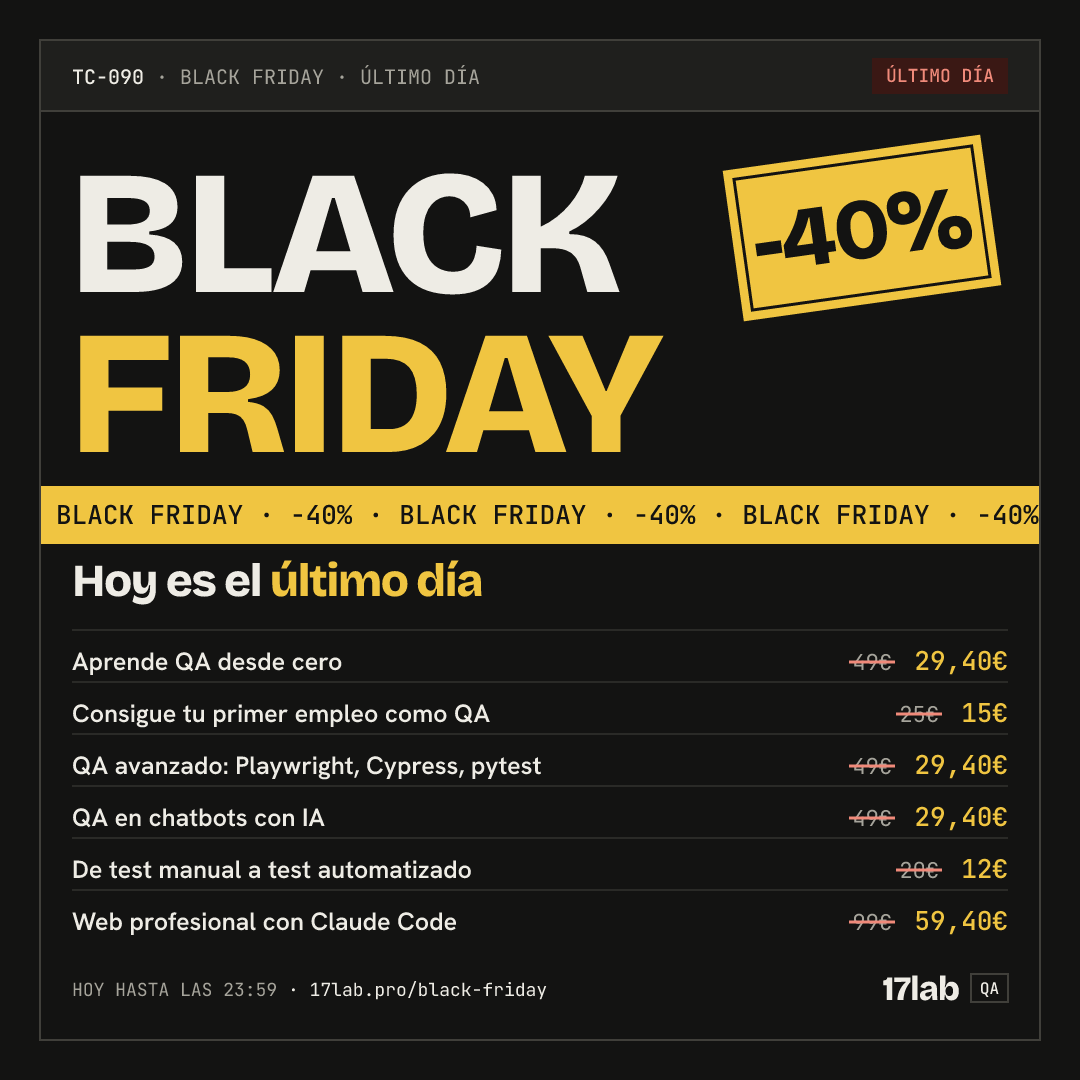 TC-090 · BLACK FRIDAY · ÚLTIMO DÍA
ÚLTIMO DÍA
BLACK
FRIDAY
-40%
BLACK FRIDAY · -40% · BLACK FRIDAY · -40% · BLACK FRIDAY · -40%
Hoy es el último día
Aprende QA desde cero 49€ 29,40€
Consigue tu primer empleo como QA 25€ 15€
QA avanzado: Playwright, Cypress, pytest 49€ 29,40€
QA en chatbots con IA 49€ 29,40€
De test manual a test automatizado 20€ 12€
Web profesional con Claude Code 99€ 59,40€
HOY HASTA LAS 23:59 · 17lab.pro/black-friday
17lab QA